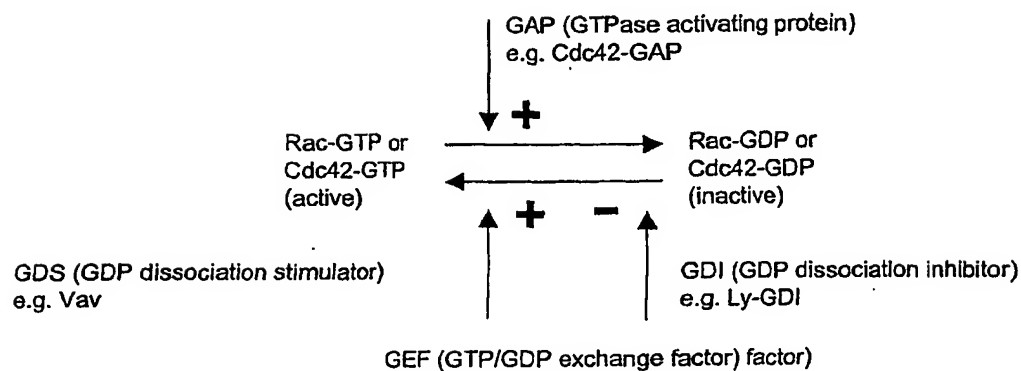 GAP (GTPase activating protein)
e.g. Cdc42-GAP
+
Rac-GTP or
Cdc42-GTP
(active)
Rac-GDP or
Cdc42-GDP
(inactive)
+ -
GDS (GDP dissociation stimulator)
e.g. Vav
GDI (GDP dissociation inhibitor)
e.g. Ly-GDI
GEF (GTP/GDP exchange factor) factor)